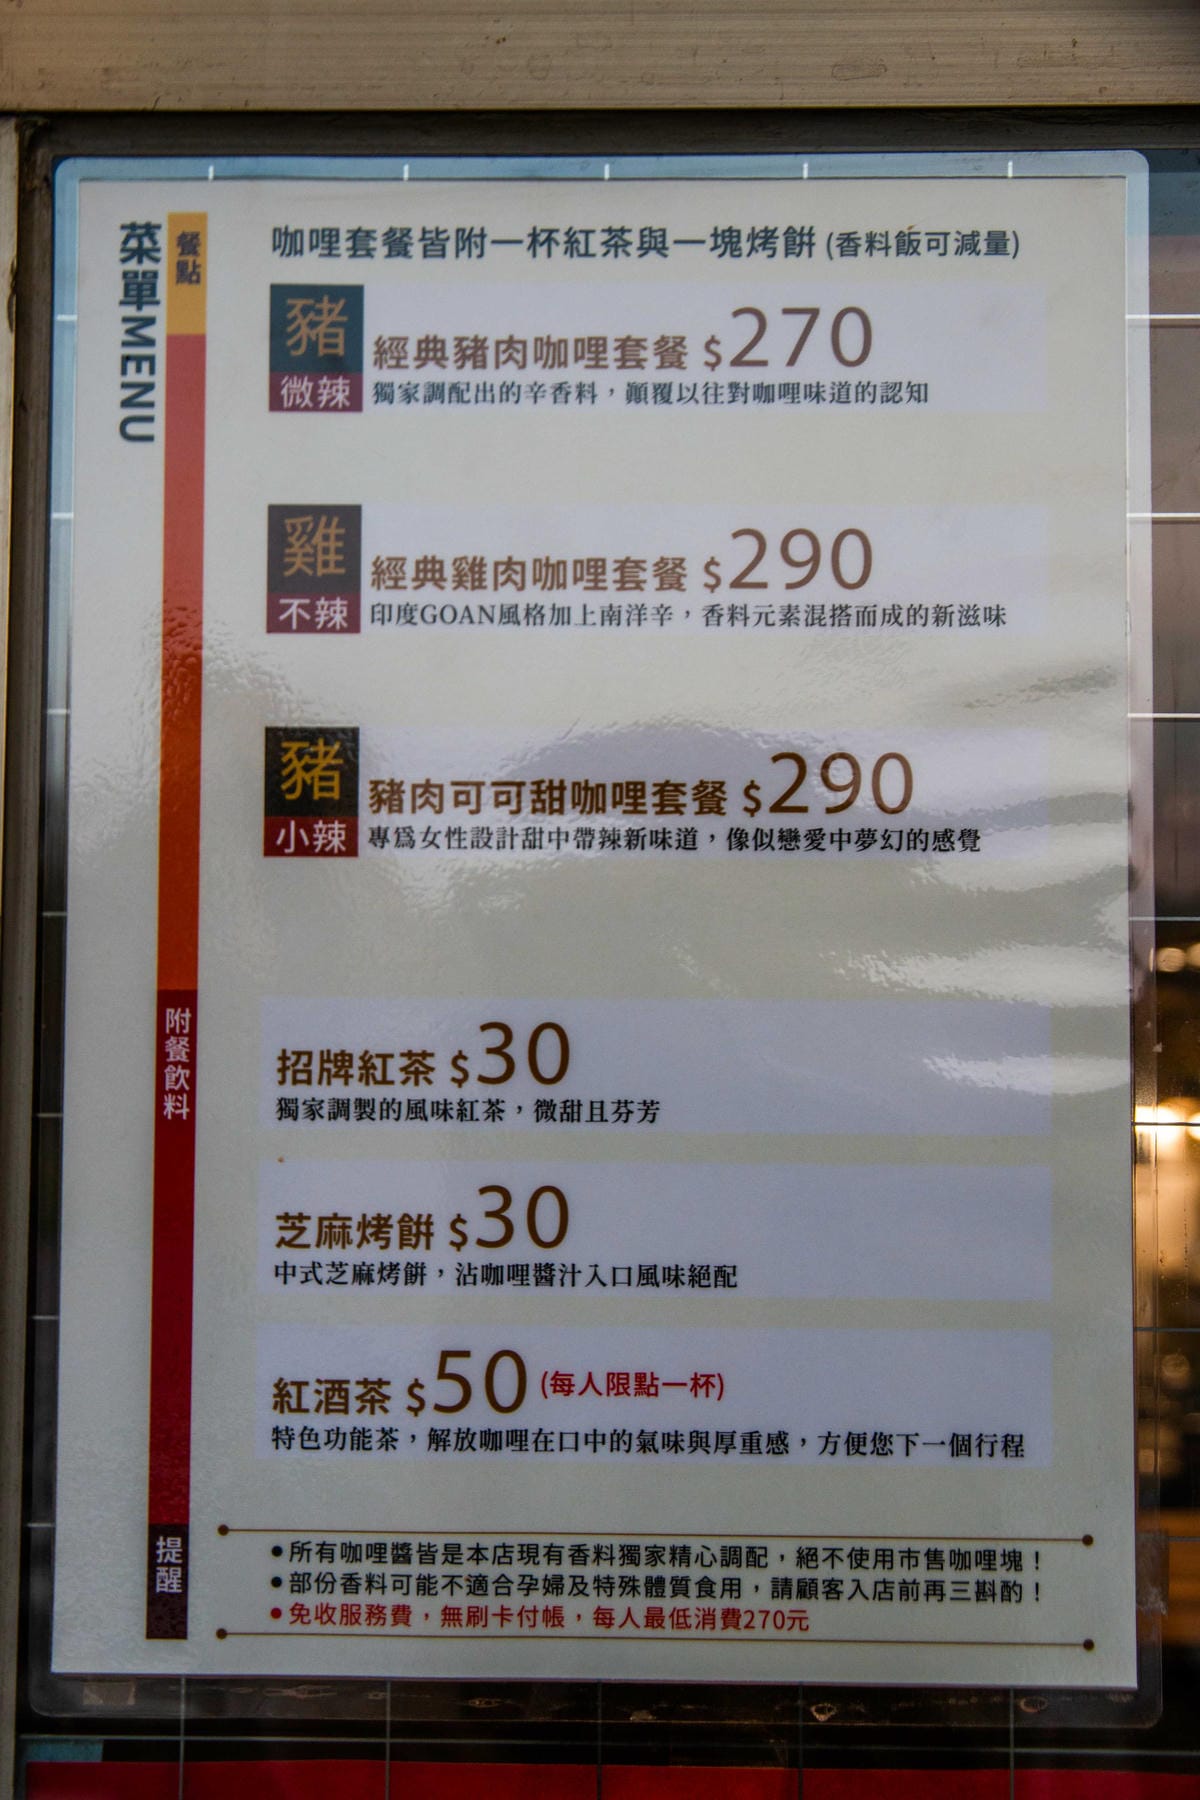 菜單MENU
餐點
咖哩套餐皆附一杯紅茶與一塊烤餅 (香料飯可減量)
豬
微辣
經典豬肉咖哩套餐 $270
獨家調配出的辛香料，顛覆以往對咖哩味道的認知
雞
不辣
經典雞肉咖哩套餐 $290
印度GOAN風格加上南洋辛，香料元素混搭而成的新滋味
豬
小辣
豬肉可可甜咖哩套餐 $290
專為女性設計甜中帶辣新味道，像似戀愛中夢幻的感覺
附餐飲料
招牌紅茶 $30
獨家調製的風味紅茶，微甜且芬芳
芝麻烤餅 $30
中式芝麻烤餅，沾咖哩醬汁入口風味絕配
紅酒茶 $50 (每人限點一杯)
特色功能茶，解放咖哩在口中的氣味與厚重感，方便您下一個行程
提醒
●所有咖哩醬皆是本店現有香料獨家精心調配，絕不使用市售咖哩塊！
●部份香料可能不適合孕婦及特殊體質食用，請顧客入店前再三斟酌！
●免收服務費，無刷卡付帳，每人最低消費270元